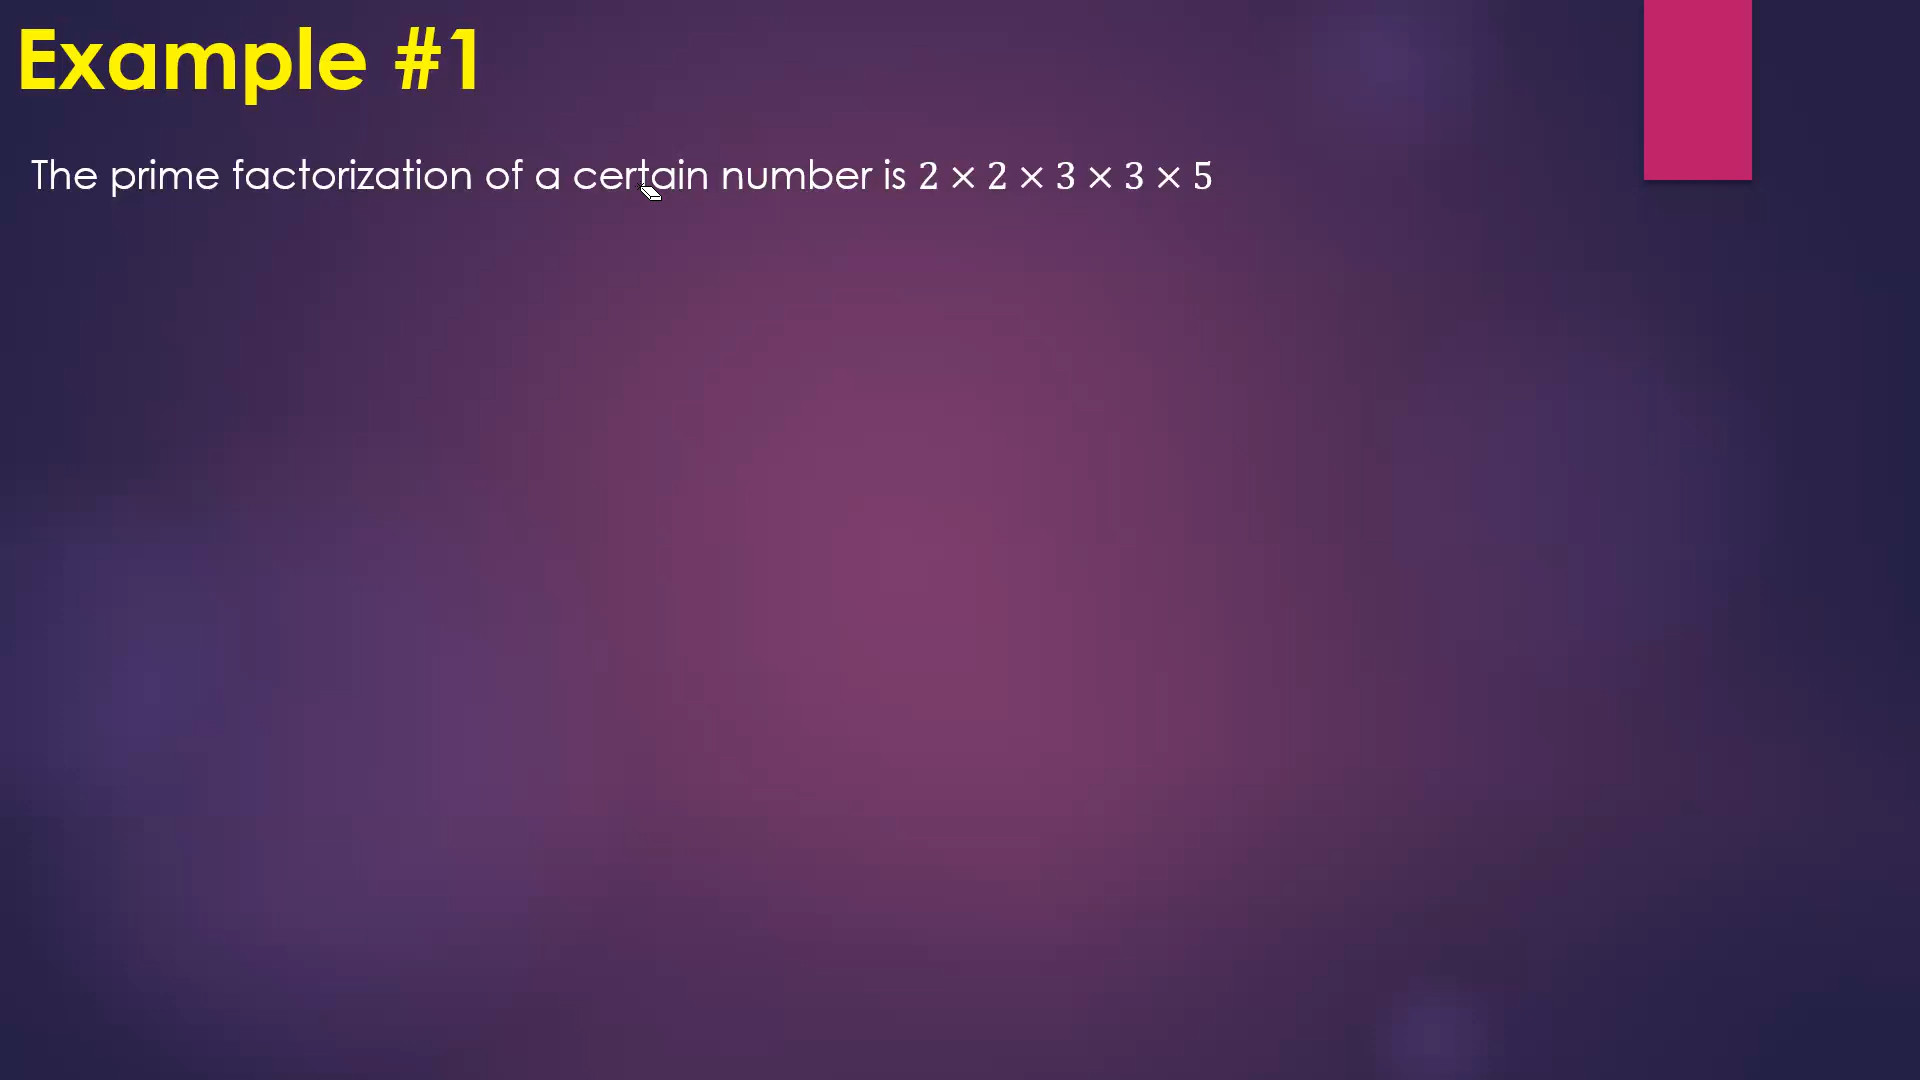 Example #1
The prime factorization of a certain number is 2 × 2 × 3 × 3 × 5